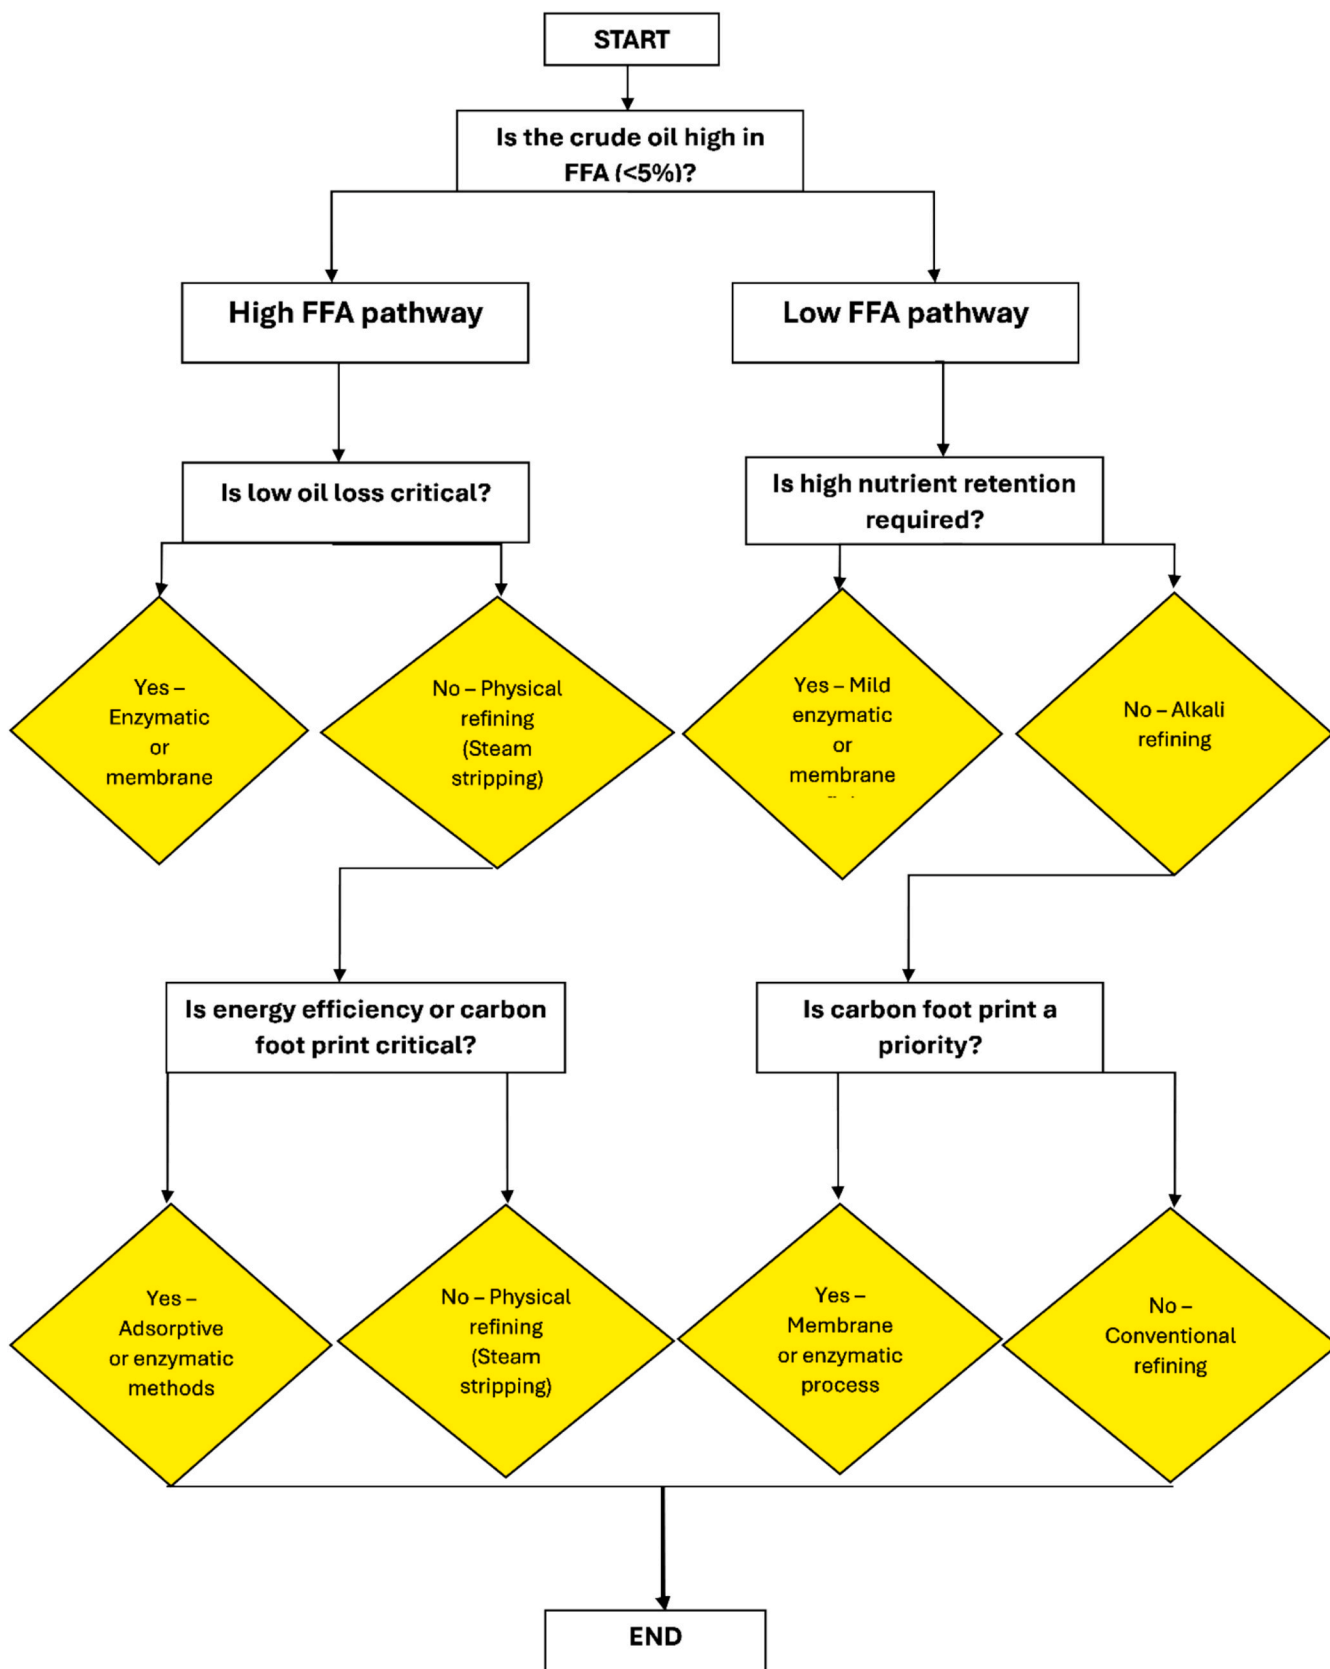 START
Is the crude oil high in
FFA (<5%)?
High FFA pathway
Low FFA pathway
Is low oil loss critical?
Is high nutrient retention
required?
Yes –
Enzymatic
or
membrane
No – Physical
refining
(Steam
stripping)
Yes – Mild
enzymatic
or
membrane
No – Alkali
refining
Is energy efficiency or carbon
foot print critical?
Is carbon foot print a
priority?
Yes –
Adsorptive
or enzymatic
methods
No – Physical
refining
(Steam
stripping)
Yes –
Membrane
or enzymatic
process
No –
Conventional
refining
END